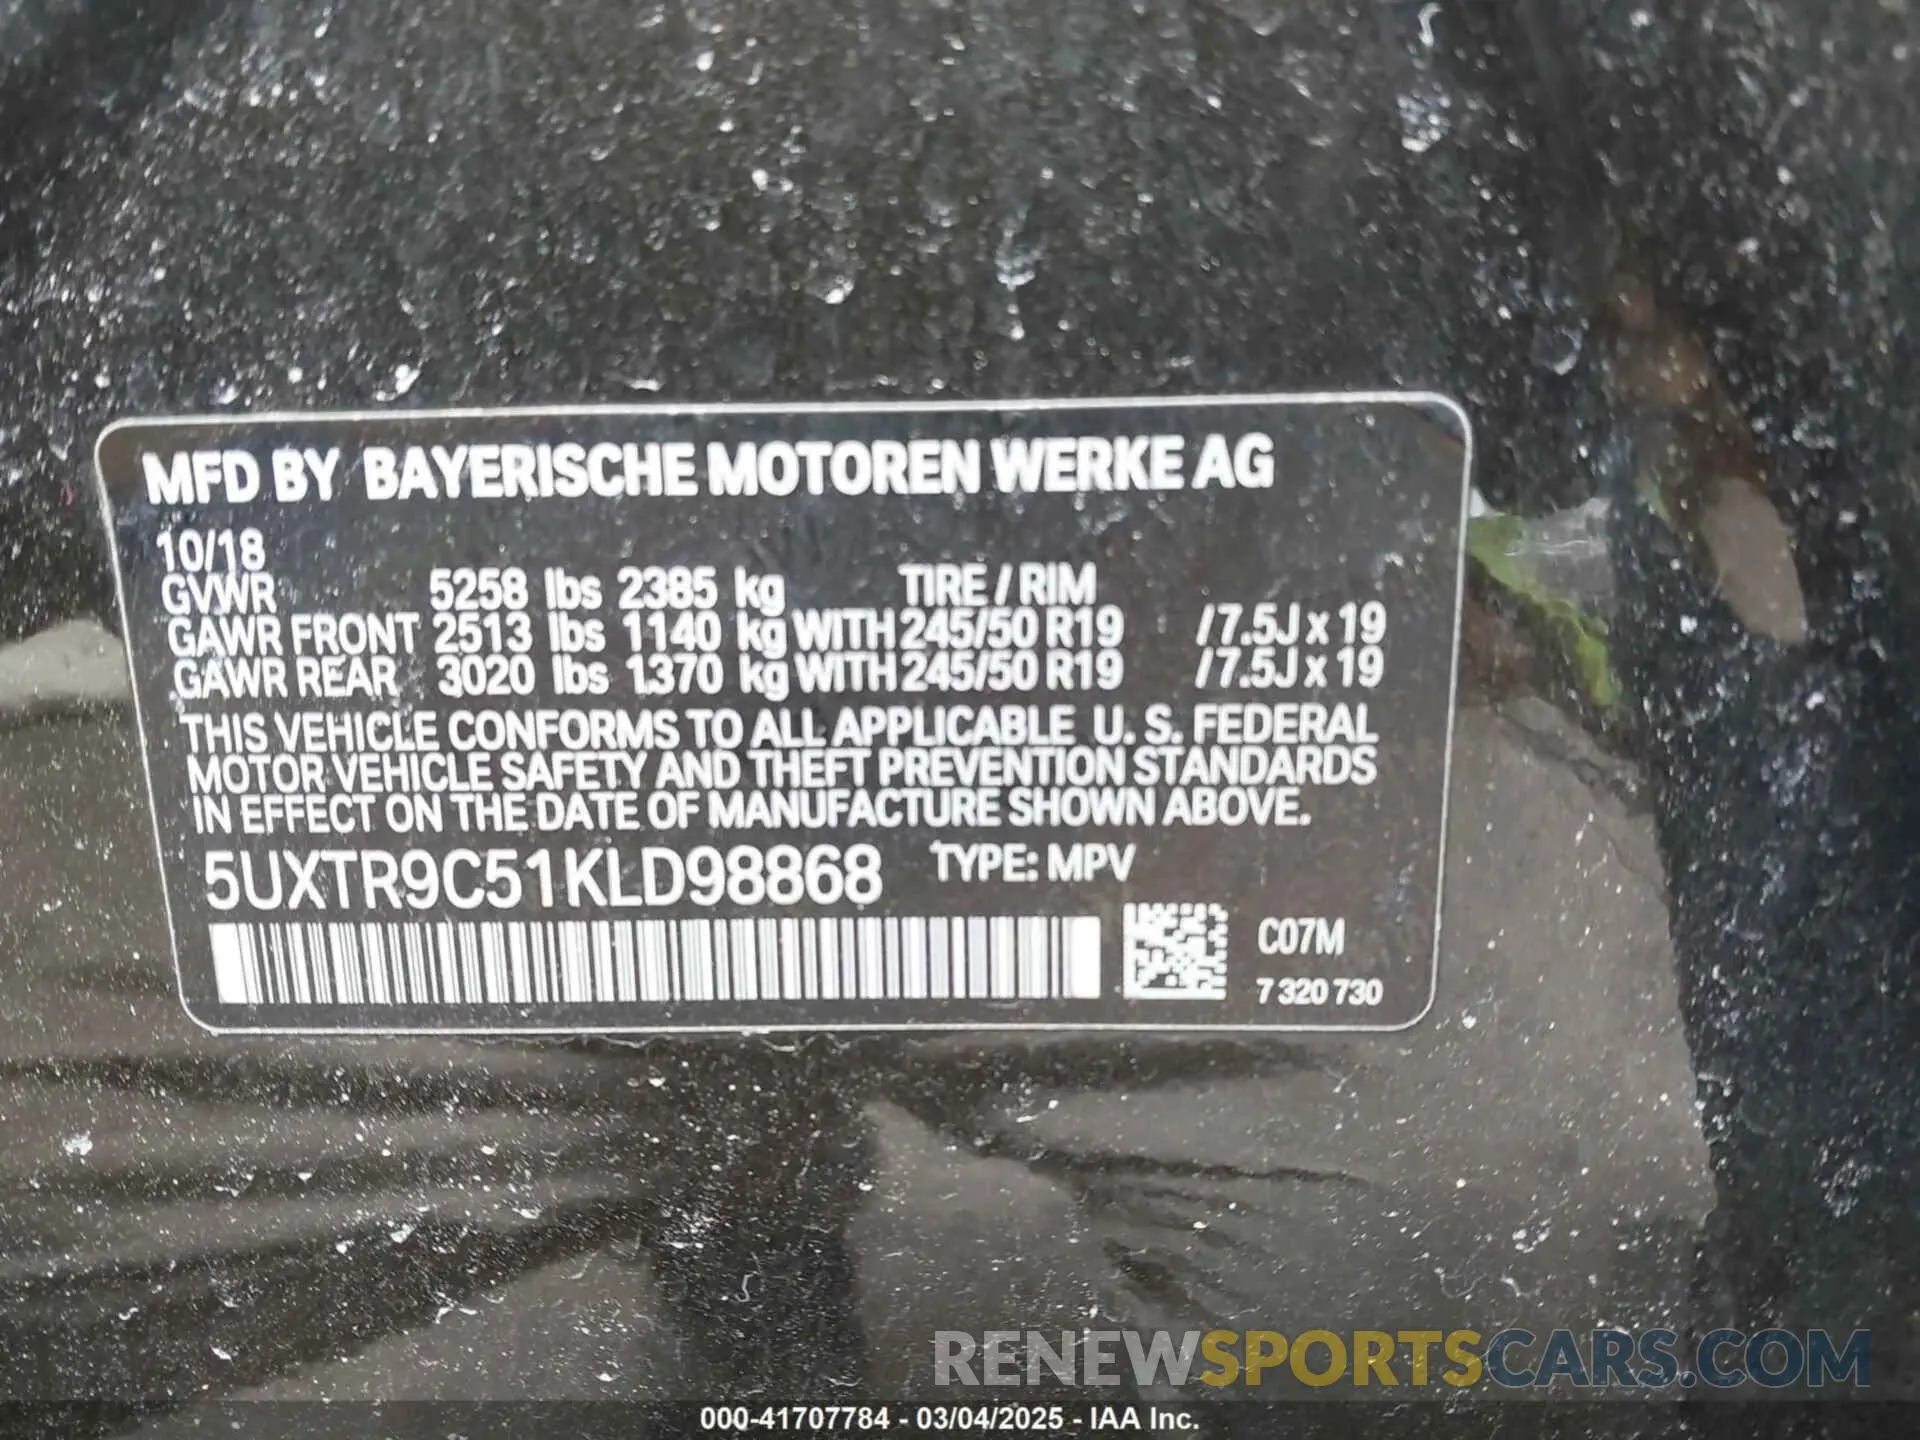 MFD BY BAYERISCHE MOTOREN WERKE AG
10/18
GVWR 5258 lbs 2385 kg TIRE / RIM
GAWR FRONT 2513 lbs 1140 kg WITH 245/50 R19 / 7.5J x 19
GAWR REAR 3020 lbs 1370 kg WITH 245/50 R19 / 7.5J x 19
THIS VEHICLE CONFORMS TO ALL APPLICABLE U. S. FEDERAL
MOTOR VEHICLE SAFETY AND THEFT PREVENTION STANDARDS
IN EFFECT ON THE DATE OF MANUFACTURE SHOWN ABOVE.
5UXTR9C51KLD98868 TYPE: MPV
C07M
7 320 730
RENEWSPORTSCARS.COM
000-41707784 - 03/04/2025 - IAA Inc.